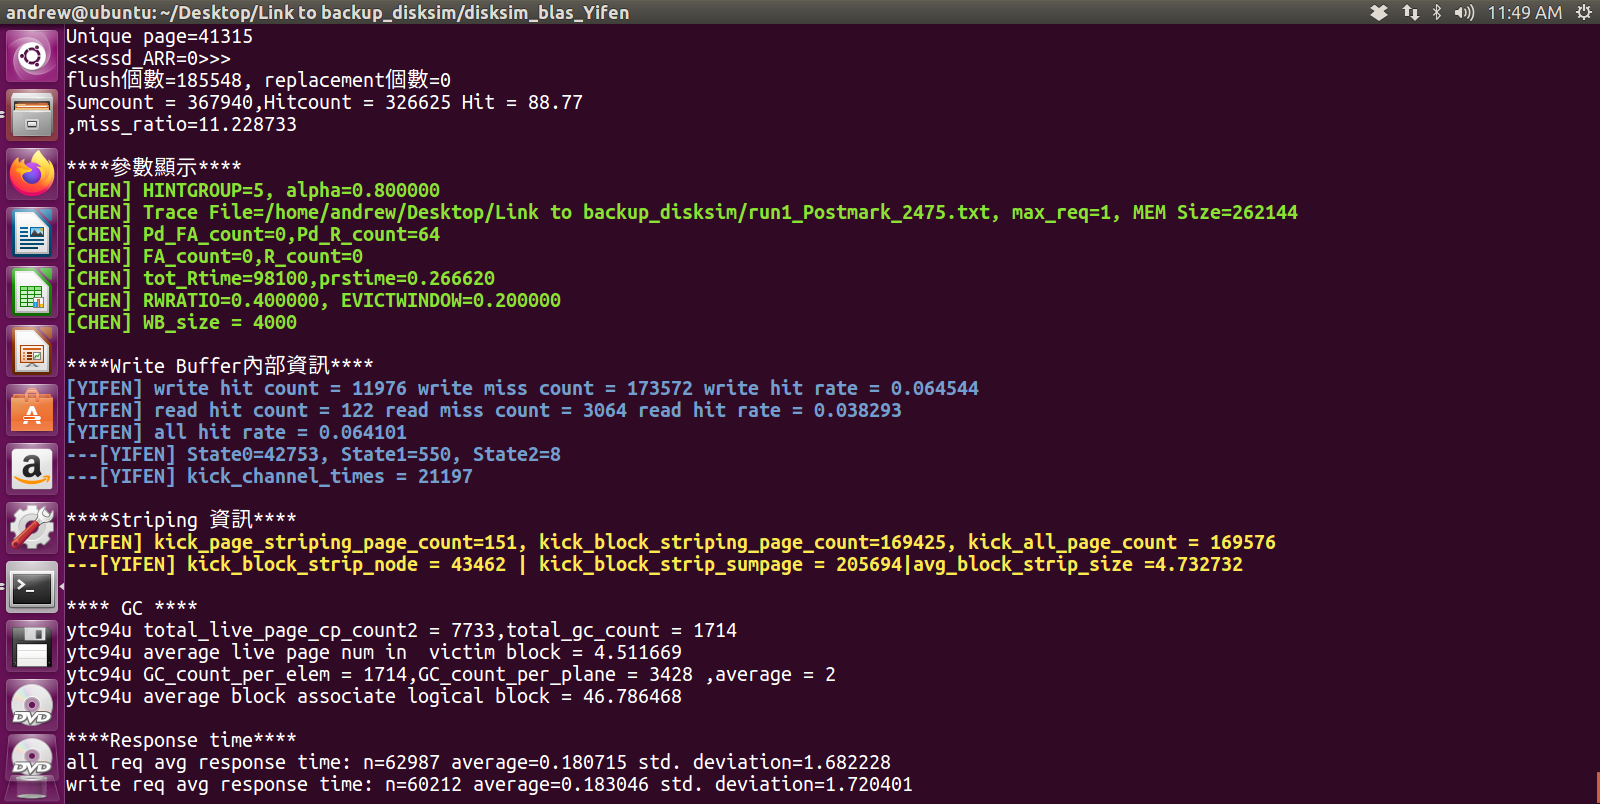 andrew@ubuntu: ~/Desktop/Link to backup_disksim/disksim_blas_Yifen
11:49 AM
Unique page=41315
<<<ssd_ARR=0>>>
flush個數=185548, replacement個數=0
Sumcount = 367940,Hitcount = 326625 Hit = 88.77
,miss_ratio=11.228733
****參數顯示****
[CHEN] HINTGROUP=5, alpha=0.800000
[CHEN] Trace File=/home/andrew/Desktop/Link to backup_disksim/run1_Postmark_2475.txt, max_req=1, MEM Size=262144
[CHEN] Pd_FA_count=0,Pd_R_count=64
[CHEN] FA_count=0,R_count=0
[CHEN] tot_Rtime=98100,prstime=0.266620
[CHEN] RWRATIO=0.400000, EVICTWINDOW=0.200000
[CHEN] WB_size = 4000
****Write Buffer內部資訊****
[YIFEN] write hit count = 11976 write miss count = 173572 write hit rate = 0.064544
[YIFEN] read hit count = 122 read miss count = 3064 read hit rate = 0.038293
[YIFEN] all hit rate = 0.064101
---[YIFEN] State0=42753, State1=550, State2=8
---[YIFEN] kick_channel_times = 21197
****Striping 資訊****
[YIFEN] kick_page_striping_page_count=151, kick_block_striping_page_count=169425, kick_all_page_count = 169576
---[YIFEN] kick_block_strip_node = 43462 | kick_block_strip_sumpage = 205694|avg_block_strip_size =4.732732
**** GC ****
ytc94u total_live_page_cp_count2 = 7733,total_gc_count = 1714
ytc94u average live page num in  victim block = 4.511669
ytc94u GC_count_per_elem = 1714,GC_count_per_plane = 3428 ,average = 2
ytc94u average block associate logical block = 46.786468
****Response time****
all req avg response time: n=62987 average=0.180715 std. deviation=1.682228
write req avg response time: n=60212 average=0.183046 std. deviation=1.720401
A
a
>_
DVD
DVD